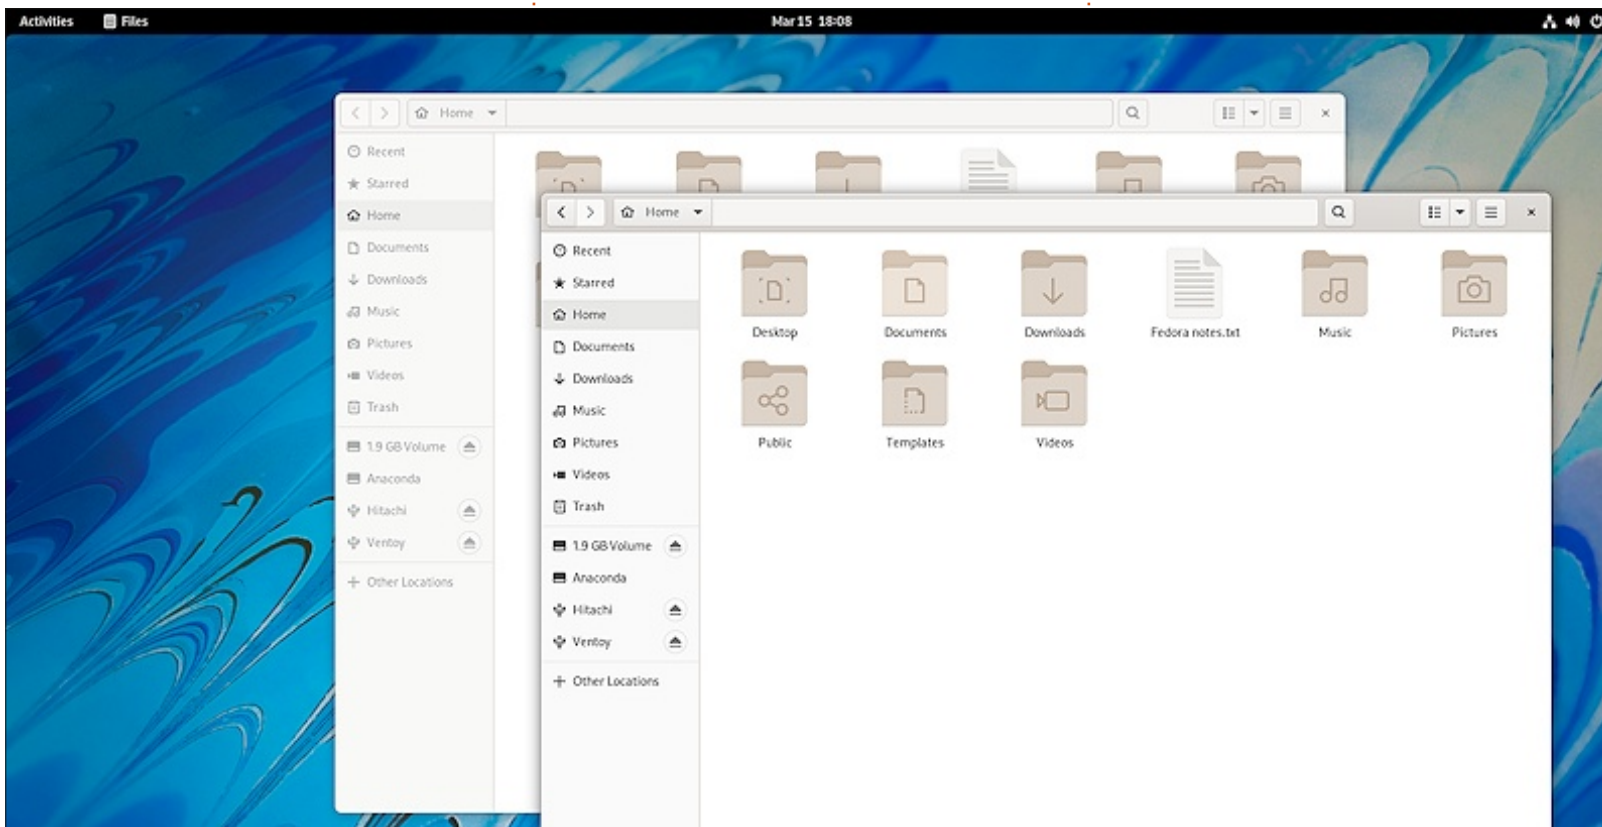 Activities
Files
Mar 15 18:08
Home
Recent
Starred
Home
Documents
Downloads
Music
Pictures
Videos
Trash
1.9 GB Volume
Anaconda
Hitachi
Ventoy
Other Locations
Home
Recent
Starred
Home
Documents
Downloads
Music
Pictures
Videos
Trash
1.9 GB Volume
Anaconda
Hitachi
Ventoy
Other Locations
Desktop
Documents
Downloads
Fedora notes.txt
Music
Pictures
Public
Templates
Videos